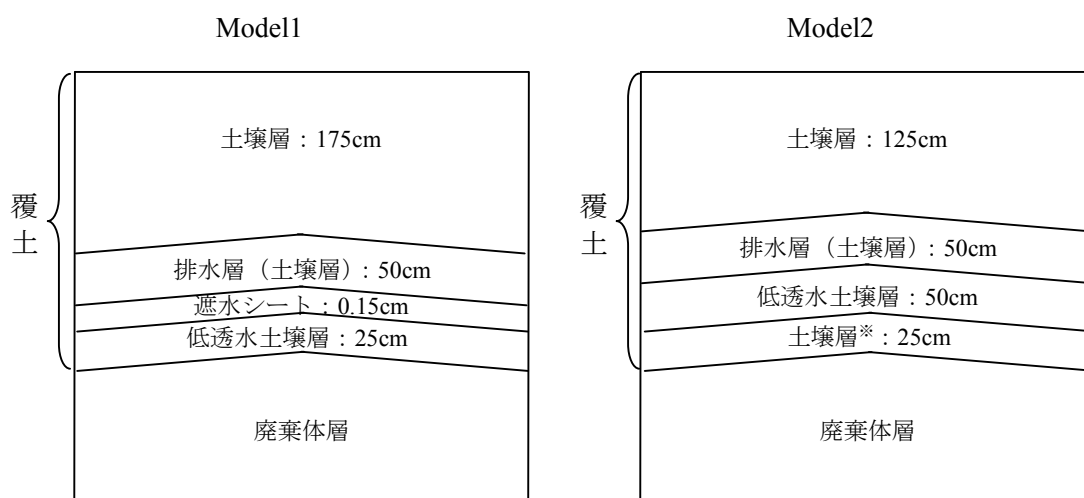 Model1
土壌層：175cm
覆土
排水層（土壌層）：50cm
遮水シート：0.15cm
低透水土壌層：25cm
廃棄体層
Model2
土壌層：125cm
覆土
排水層（土壌層）：50cm
低透水土壌層：50cm
土壌層※：25cm
廃棄体層